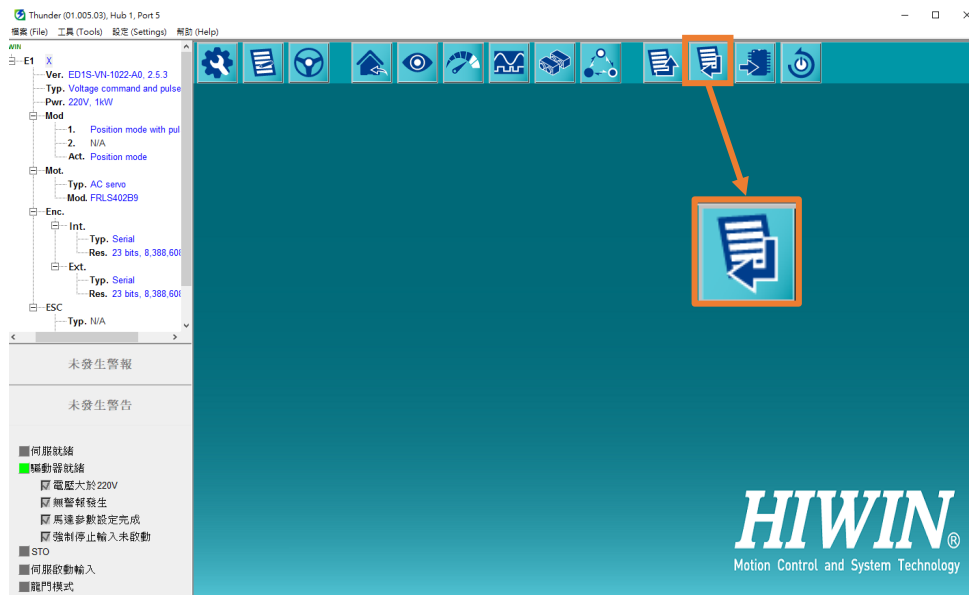 Thunder (01.005.03), Hub 1, Port 5
檔案 (File) 工具 (Tools) 設定 (Settings) 幫助 (Help)
WIN
E1 X
Ver. ED1S-VN-1022-A0, 2.5.3
Typ. Voltage command and pulse
Pwr. 220V, 1kW
Mod
1. Position mode with pul
2. N/A
Act. Position mode
Mot.
Typ. AC servo
Mod. FRLS402B9
Enc.
Int.
Typ. Serial
Res. 23 bits, 8,388,608
Ext.
Typ. Serial
Res. 23 bits, 8,388,608
ESC
Typ. N/A
未發生警報
未發生警告
伺服就緒
驅動器就緒
電壓大於220V
無警報發生
馬達參數設定完成
強制停止輸入未啟動
STO
伺服啟動輸入
龍門模式
HIWIN®
Motion Control and System Technology